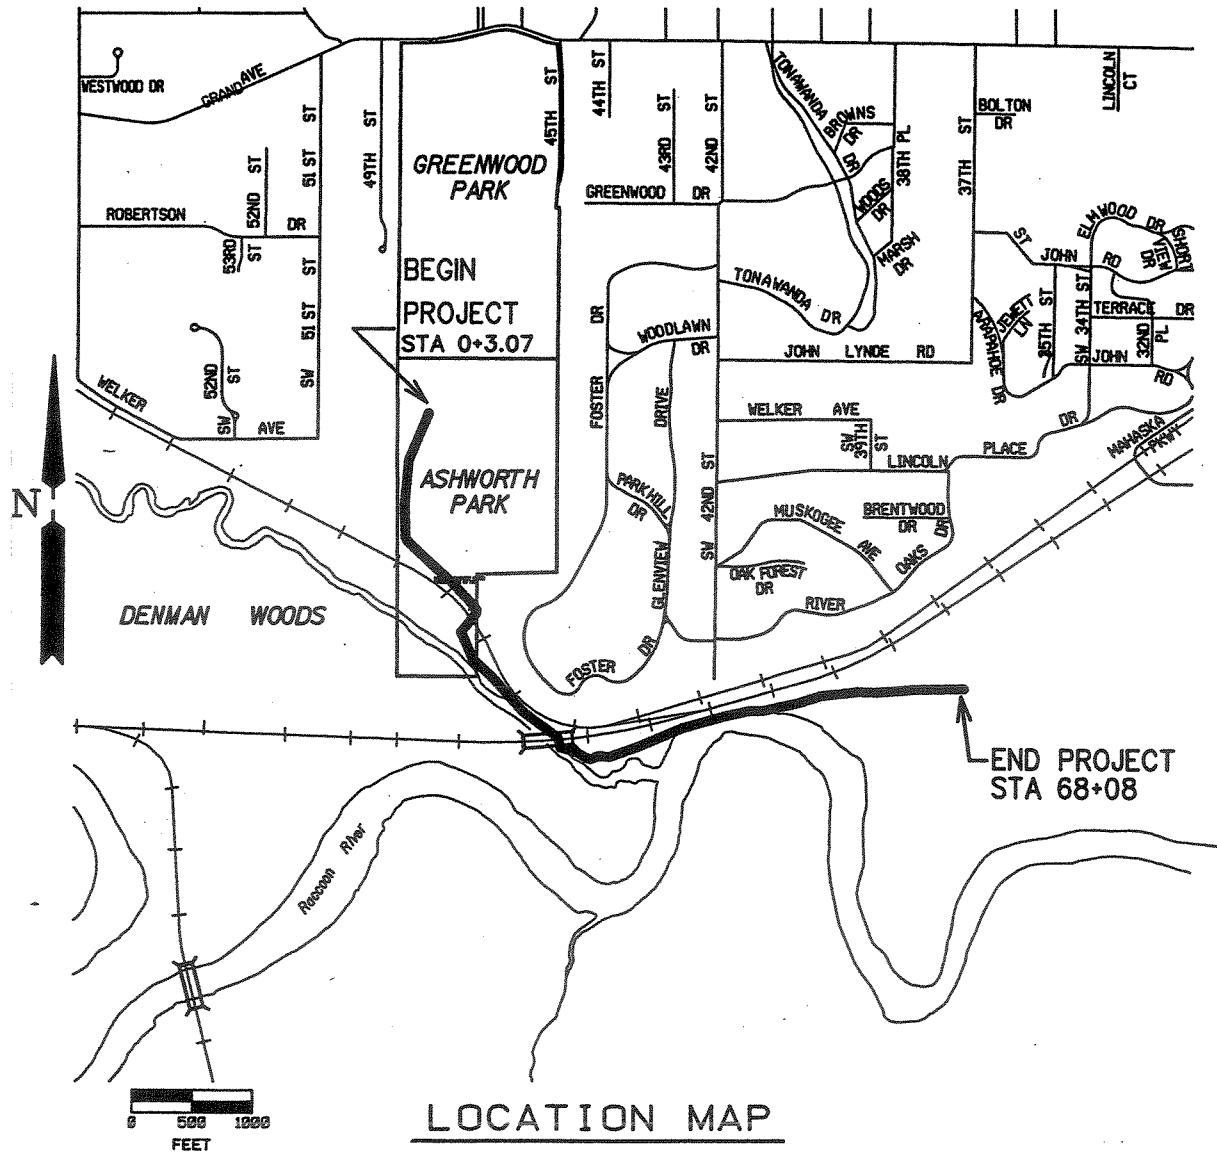 WESTWOOD DR
GRAND AVE
51 ST
ST
49TH
ST
45TH
ST
44TH ST
43RD
ST
42ND
ST
TONAWANDA
DR
BROWNS
DR
38TH PL
37TH
ST
BOLTON
DR
LINCOLN
CT
GREENWOOD
PARK
GREENWOOD DR
WOODS
DR
MARSH
DR
ROBERTSON DR
52ND
ST
53RD
ST
ST
JOHN RD
ELMWOOD DR
SHORT
VIEW
DR
BEGIN
PROJECT
STA 0+3.07
SW 51 ST ST
TONAWANDA DR
WOODLAWN
DR
FOSTER DR
JOHN LYNDE RD
ARAPAHOE DR
JEWETT
LN
35TH ST
SW 34TH ST
TERRACE DR
32ND
PL
JOHN RD
WELKER AVE
SW 52ND
ST
WELKER AVE
DRIVE
SW 39TH
ST
LINCOLN PLACE DR
MAHASKA
PKWY
N
ASHWORTH
PARK
PARK HILL
DR
GLENVIEW
SW 42ND ST
MUSKOGEE AVE
BRENTWOOD
DR
OAK FOREST
DR
RIVER OAKS DR
DENMAN WOODS
FOSTER DR
END PROJECT
STA 68+08
Raccoon River
0 500 1000
FEET
LOCATION MAP